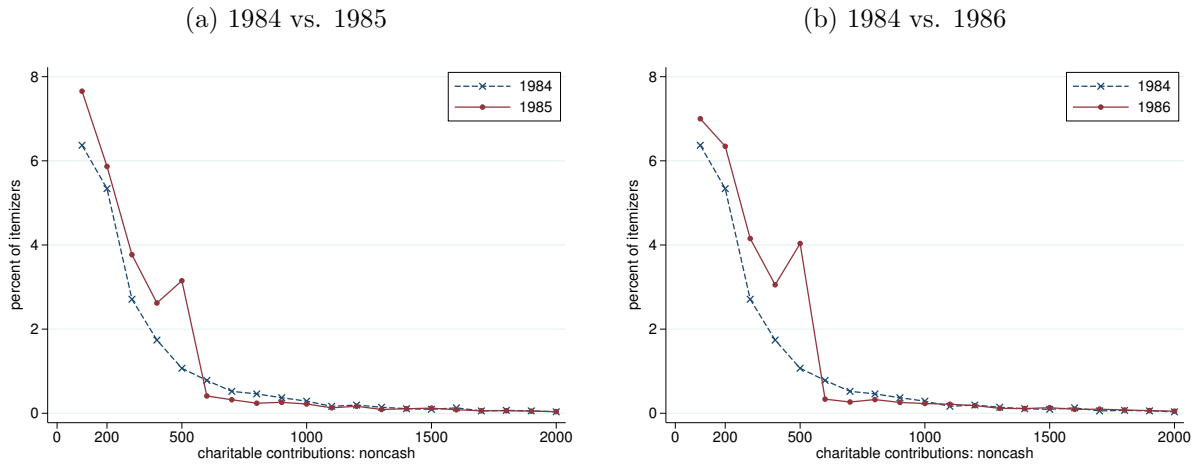 (a) 1984 vs. 1985
8
6
4
2
0
percent of itemizers
1984
1985
0 200 500 1000 1500 2000
charitable contributions: noncash
(b) 1984 vs. 1986
8
6
4
2
0
percent of itemizers
1984
1986
0 200 500 1000 1500 2000
charitable contributions: noncash